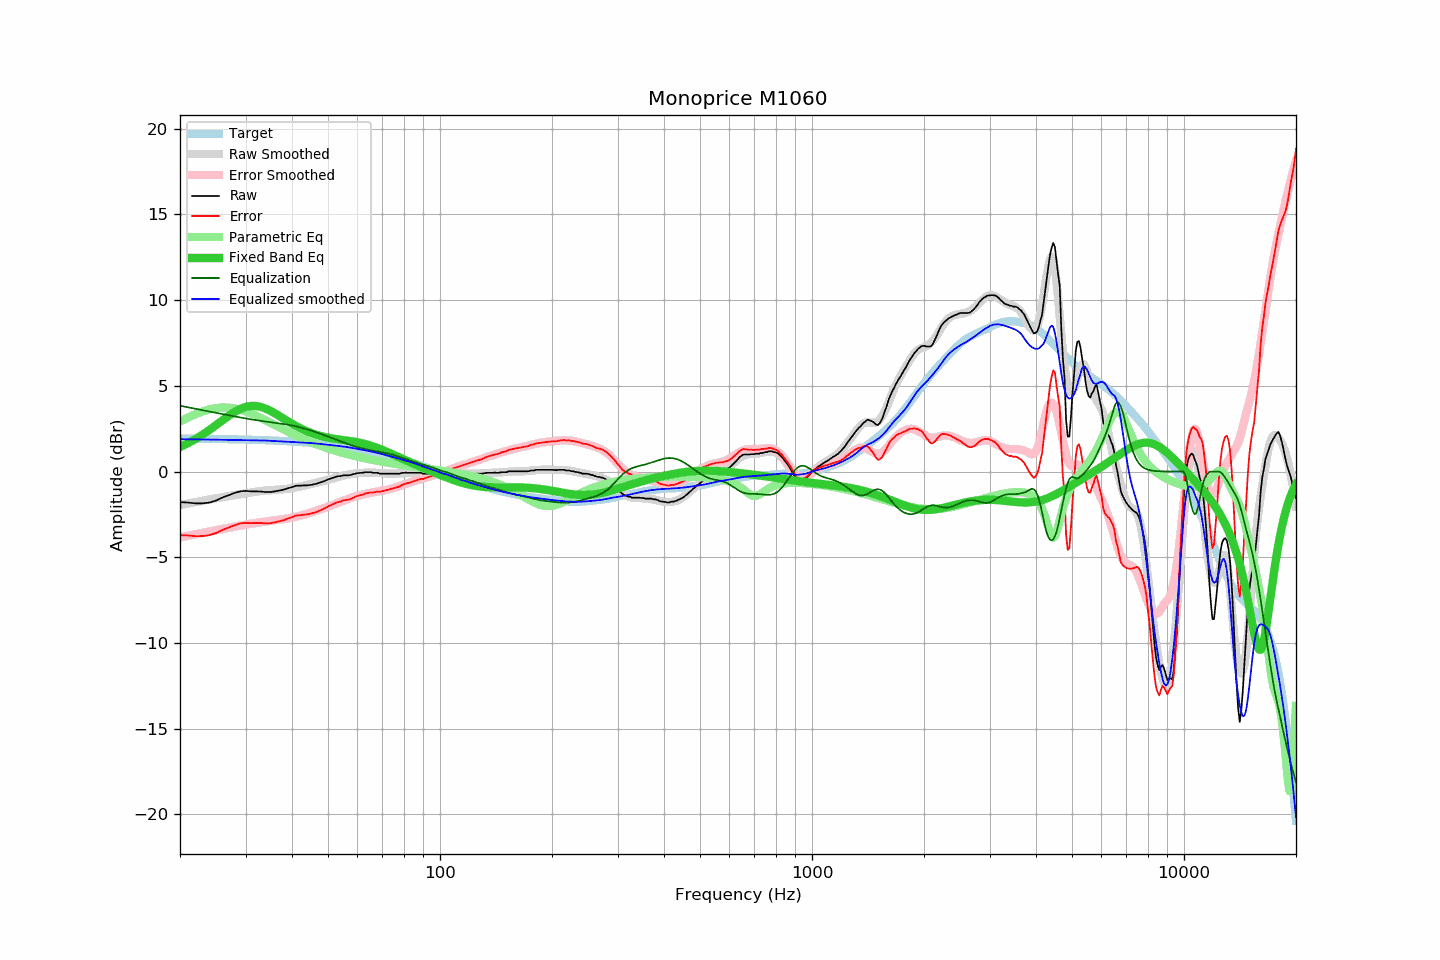 Monoprice M1060
20
15
10
5
0
−5
−10
−15
−20
Amplitude (dBr)
Target
Raw Smoothed
Error Smoothed
Raw
Error
Parametric Eq
Fixed Band Eq
Equalization
Equalized smoothed
100
1000
10000
Frequency (Hz)